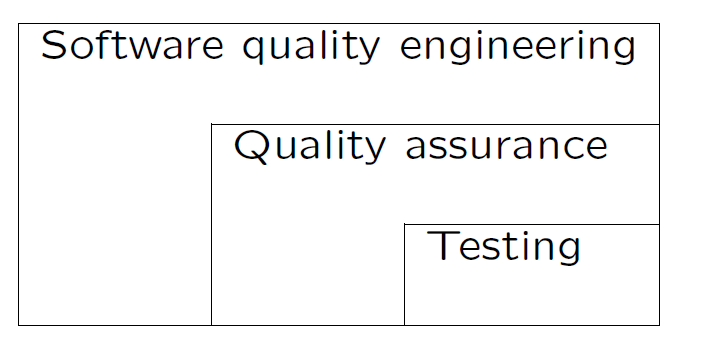 Software quality engineering
Quality assurance
Testing